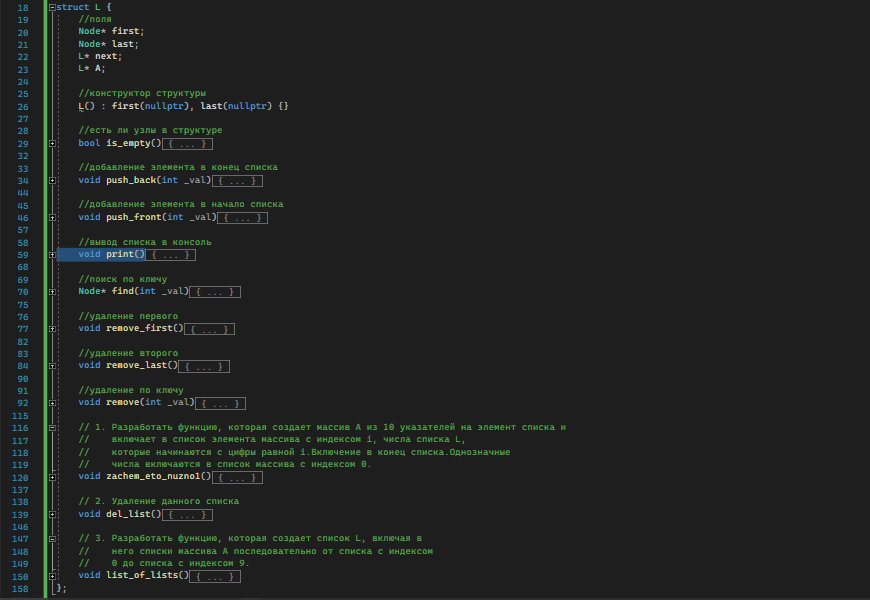 18 struct L {
19 //поля
20 Node* first;
21 Node* last;
22 L* next;
23 L* A;
24
25 //конструктор структуры
26 L() : first(nullptr), last(nullptr) {}
27
28 //есть ли узлы в структуре
29 bool is_empty() { ... }
32
33 //добавление элемента в конец списка
34 void push_back(int _val) { ... }
44
45 //добавление элемента в начало списка
46 void push_front(int _val) { ... }
57
58 //вывод списка в консоль
59 void print() { ... }
68
69 //поиск по ключу
70 Node* find(int _val) { ... }
75
76 //удаление первого
77 void remove_first() { ... }
82
83 //удаление второго
84 void remove_last() { ... }
90
91 //удаление по ключу
92 void remove(int _val) { ... }
115
116 // 1. Разработать функцию, которая создает массив А из 10 указателей на элемент списка и
117 // включает в список элемента массива с индексом i, числа списка L,
118 // которые начинаются с цифры равной i.Включение в конец списка.Однозначные
119 // числа включаются в список массива с индексом 0.
120 void zachem_eto_nuzno1() { ... }
137
138 // 2. Удаление данного списка
139 void del_list() { ... }
146
147 // 3. Разработать функцию, которая создает список L, включая в
148 // него списки массива А последовательно от списка с индексом
149 // 0 до списка с индексом 9.
150 void list_of_lists() { ... }
158 };